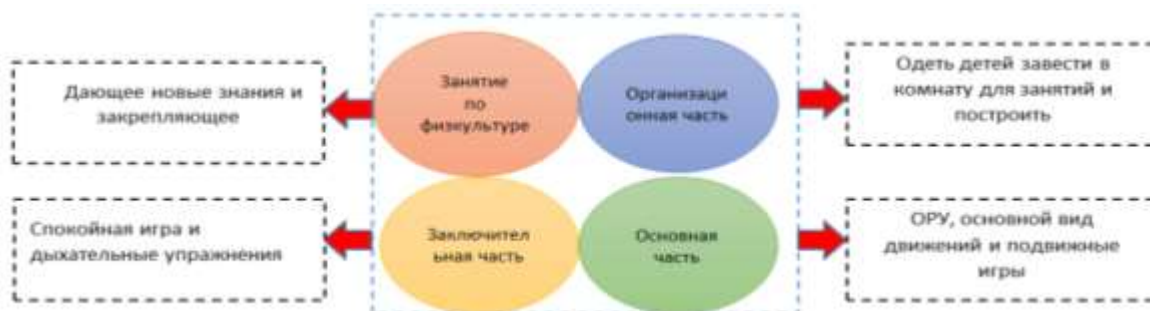 Дающее новые знания и
закрепляющее
Занятие
по
физкультуре
Организаци
онная часть
Одеть детей завести в
комнату для занятий и
построить
Спокойная игра и
дыхательные упражнения
Заключител
ьная часть
Основная
часть
ОРУ, основной вид
движений и подвижные
игры